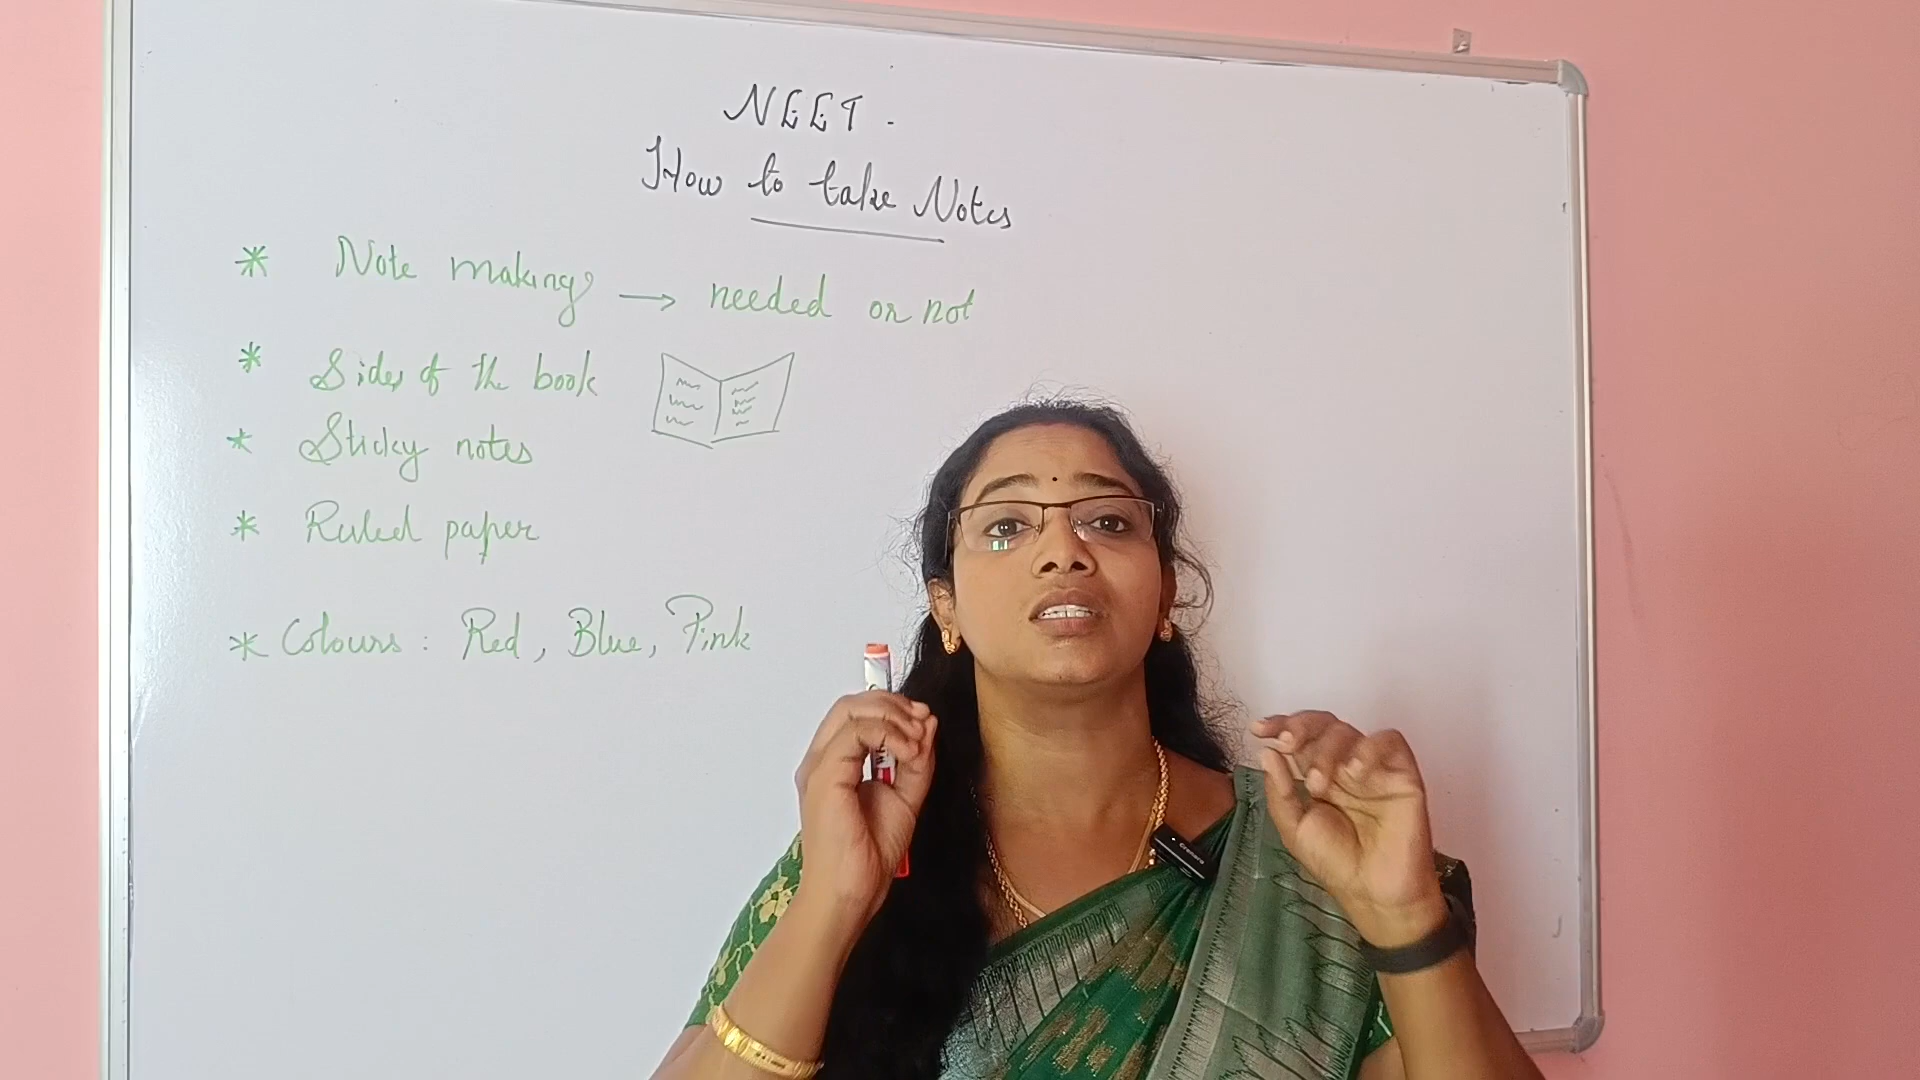 NEET -
How to take Notes
* Note making → needed or not
* Sides of the book
* Sticky notes
* Ruled paper
* Colours : Red, Blue, Pink